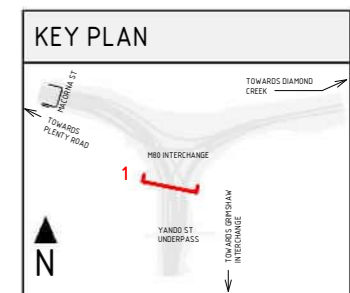 KEY PLAN
TOWARDS DIAMOND
CREEK
MACORNA ST
TOWARDS
PLENTY ROAD
M80 INTERCHANGE
1
YANDO ST
UNDERPASS
TOWARDS GRIMSHAW
INTERCHANGE
N